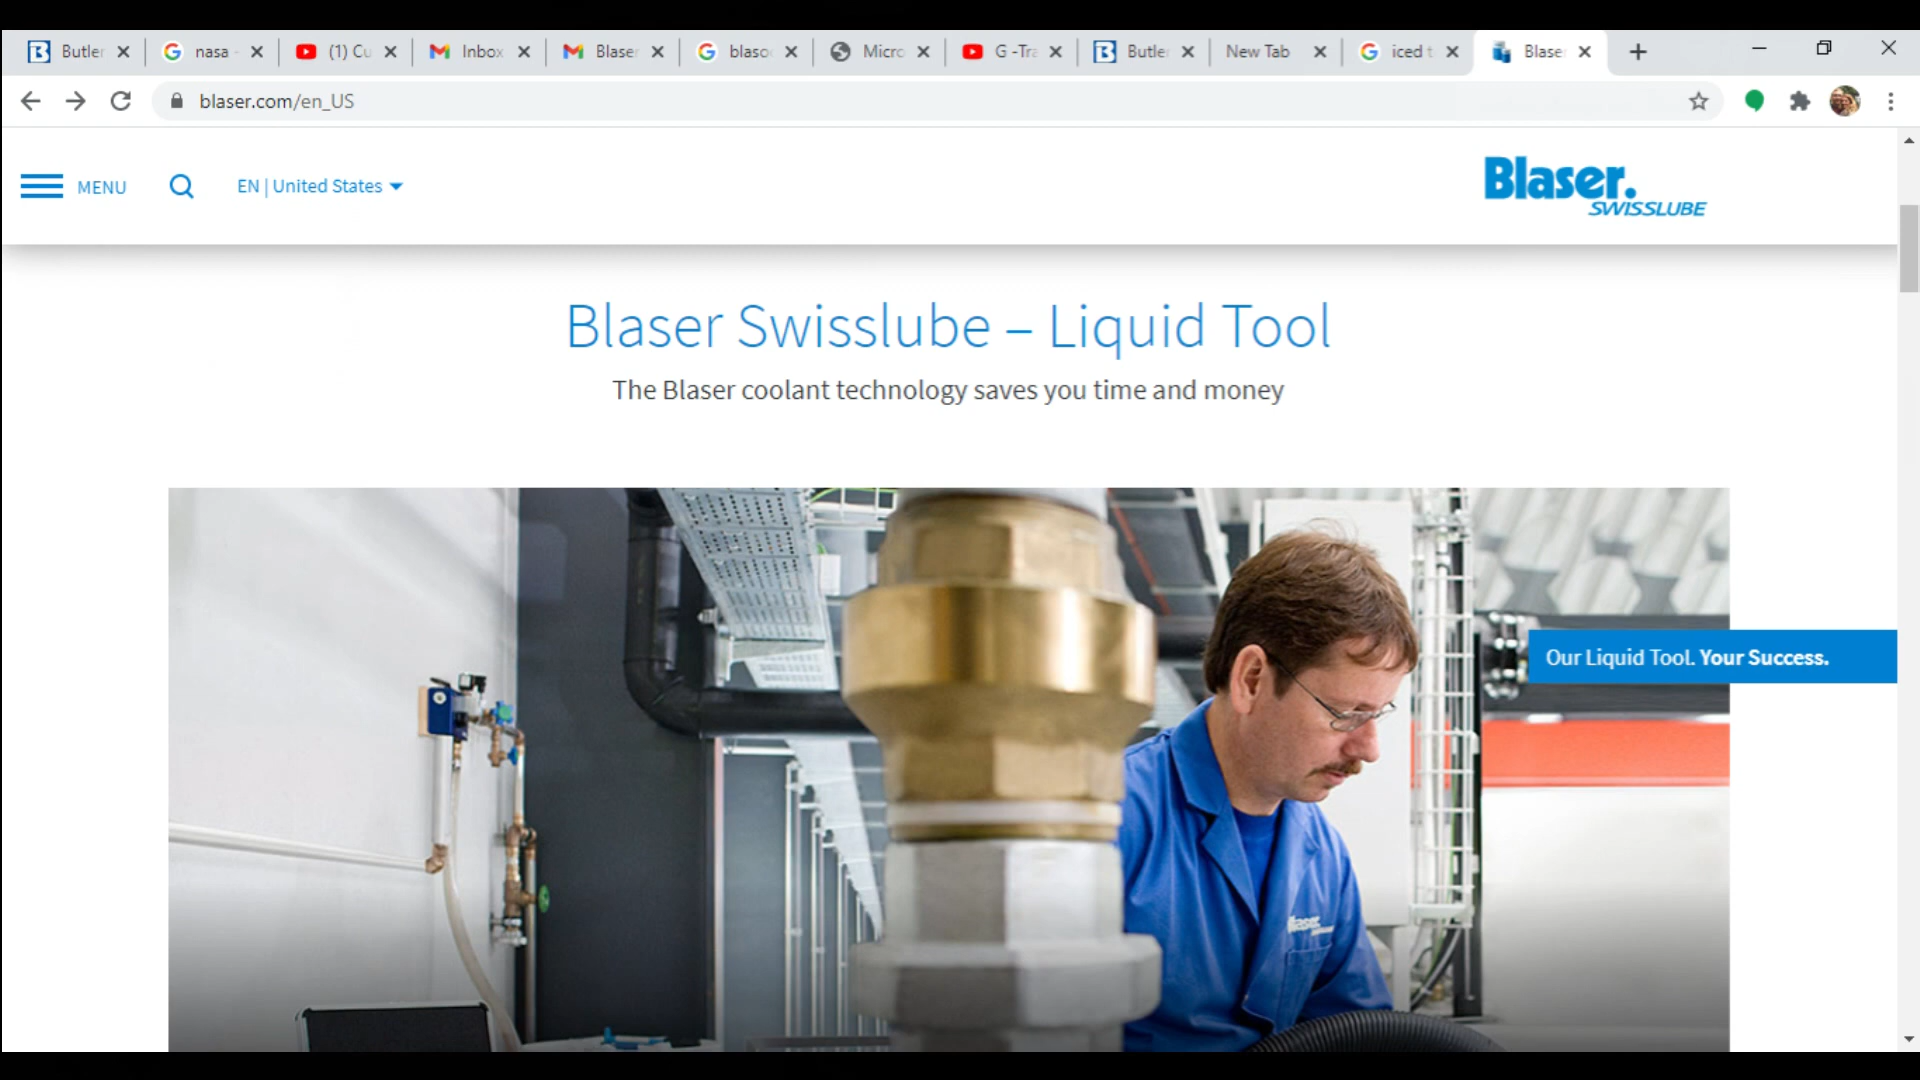 Butler
nasa -
(1) Cu
Inbox
Blaser
blaso
Micro
G -Tra
Butler
New Tab
iced t
Blaser
blaser.com/en_US
MENU
EN | United States
Blaser.
SWISSLUBE
Blaser Swisslube – Liquid Tool
The Blaser coolant technology saves you time and money
Our Liquid Tool. Your Success.
Blaser.
SWISSLUBE